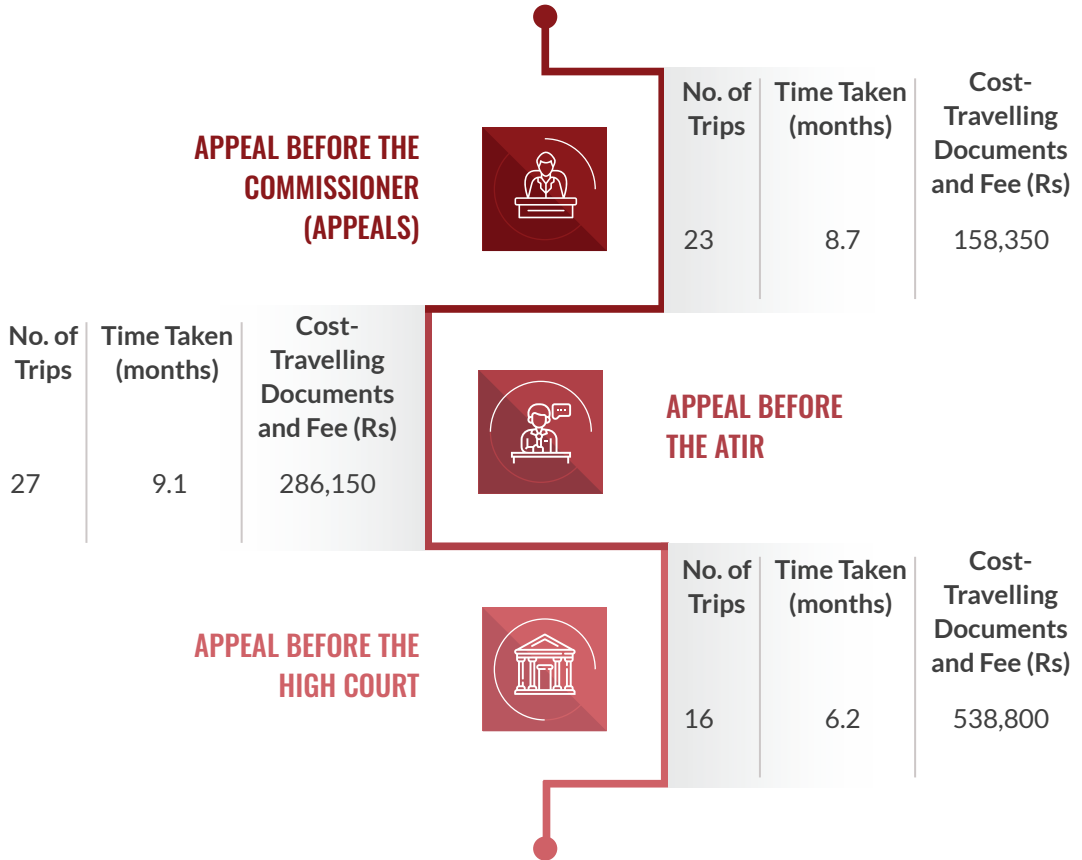 APPEAL BEFORE THE
COMMISSIONER
(APPEALS)
No. of
Trips
23
Time Taken
(months)
8.7
Cost-
Travelling
Documents
and Fee (Rs)
158,350
No. of
Trips
27
Time Taken
(months)
9.1
Cost-
Travelling
Documents
and Fee (Rs)
286,150
APPEAL BEFORE
THE ATIR
APPEAL BEFORE THE
HIGH COURT
No. of
Trips
16
Time Taken
(months)
6.2
Cost-
Travelling
Documents
and Fee (Rs)
538,800